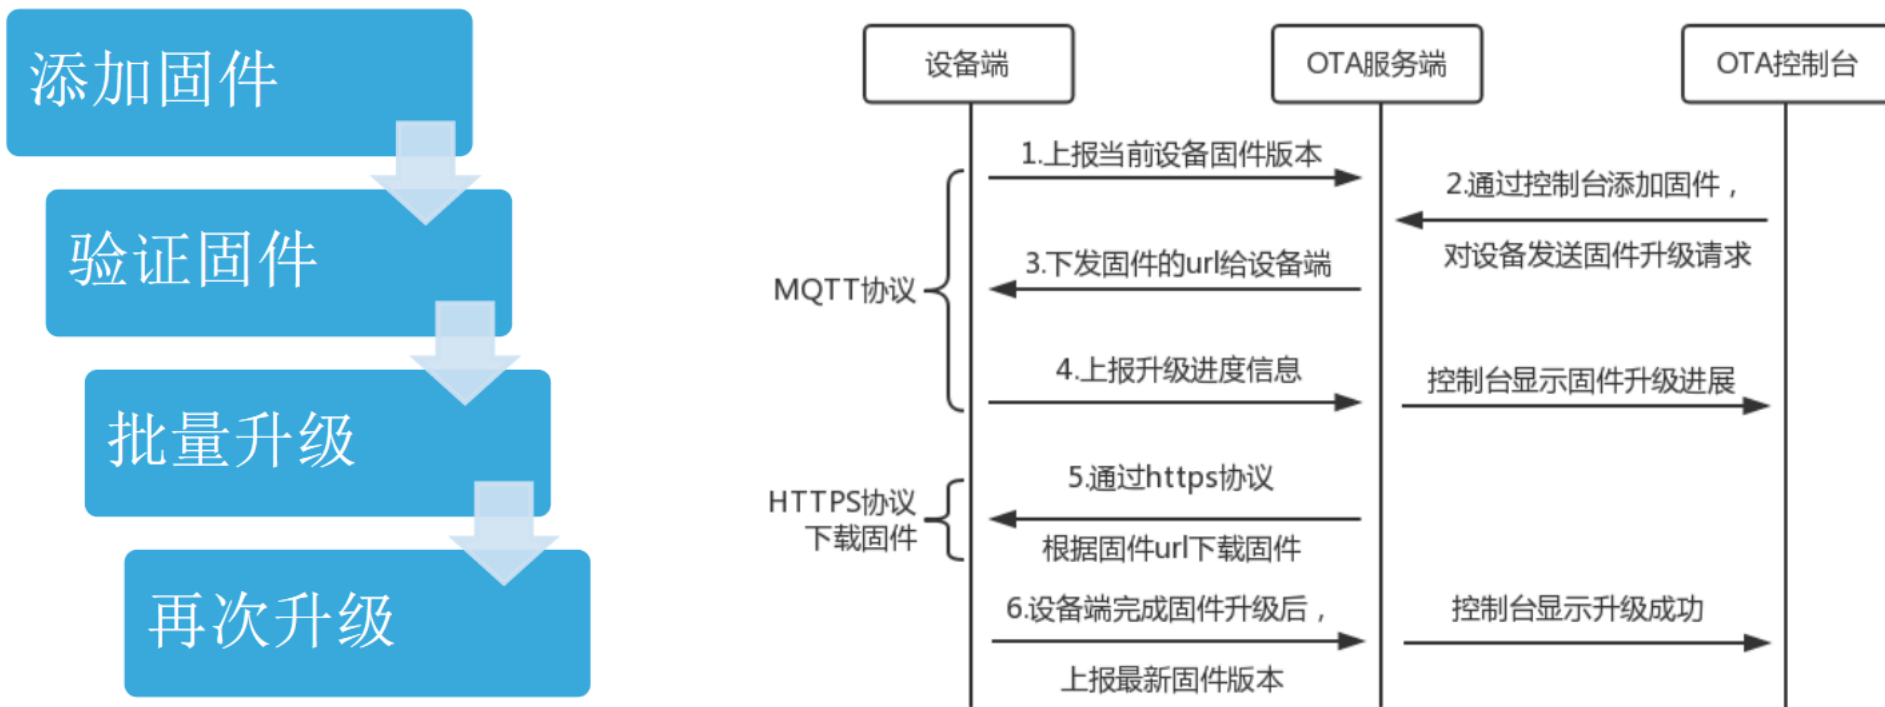 添加固件
验证固件
批量升级
再次升级
设备端
OTA服务端
OTA控制台
1.上报当前设备固件版本
2.通过控制台添加固件，
对设备发送固件升级请求
3.下发固件的url给设备端
MQTT协议
4.上报升级进度信息
控制台显示固件升级进展
5.通过https协议
HTTPS协议
下载固件
根据固件url下载固件
6.设备端完成固件升级后，
控制台显示升级成功
上报最新固件版本